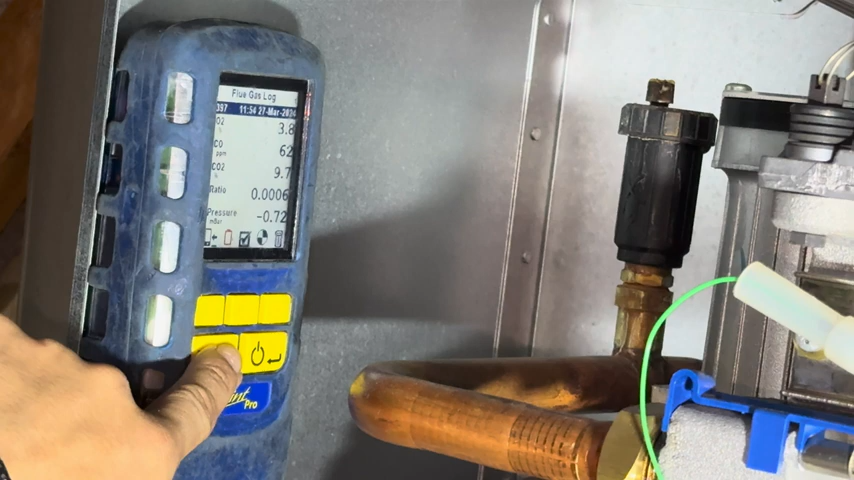 Flue Gas Log
397 11:54 27-Mar-2024
O2 3.8
%
CO 62
ppm
CO2 9.7
%
Ratio 0.0006
Pressure -0.72
mBar
Pro